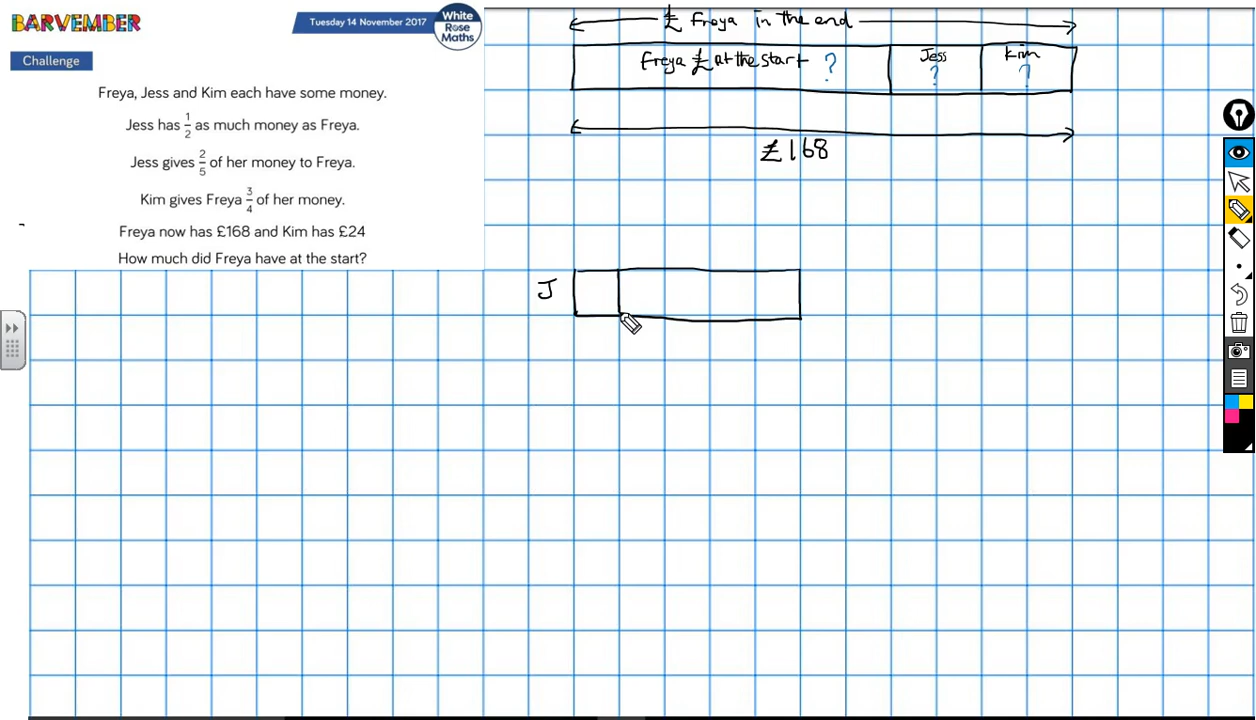 BARVEMBER
Tuesday 14 November 2017
White
Rose
Maths
Challenge
Freya, Jess and Kim each have some money.
Jess has 1/2 as much money as Freya.
Jess gives 2/5 of her money to Freya.
Kim gives Freya 3/4 of her money.
Freya now has £168 and Kim has £24
How much did Freya have at the start?
£ Freya in the end
Freya £ at the start ?
Jess
?
Kim
?
£168
J